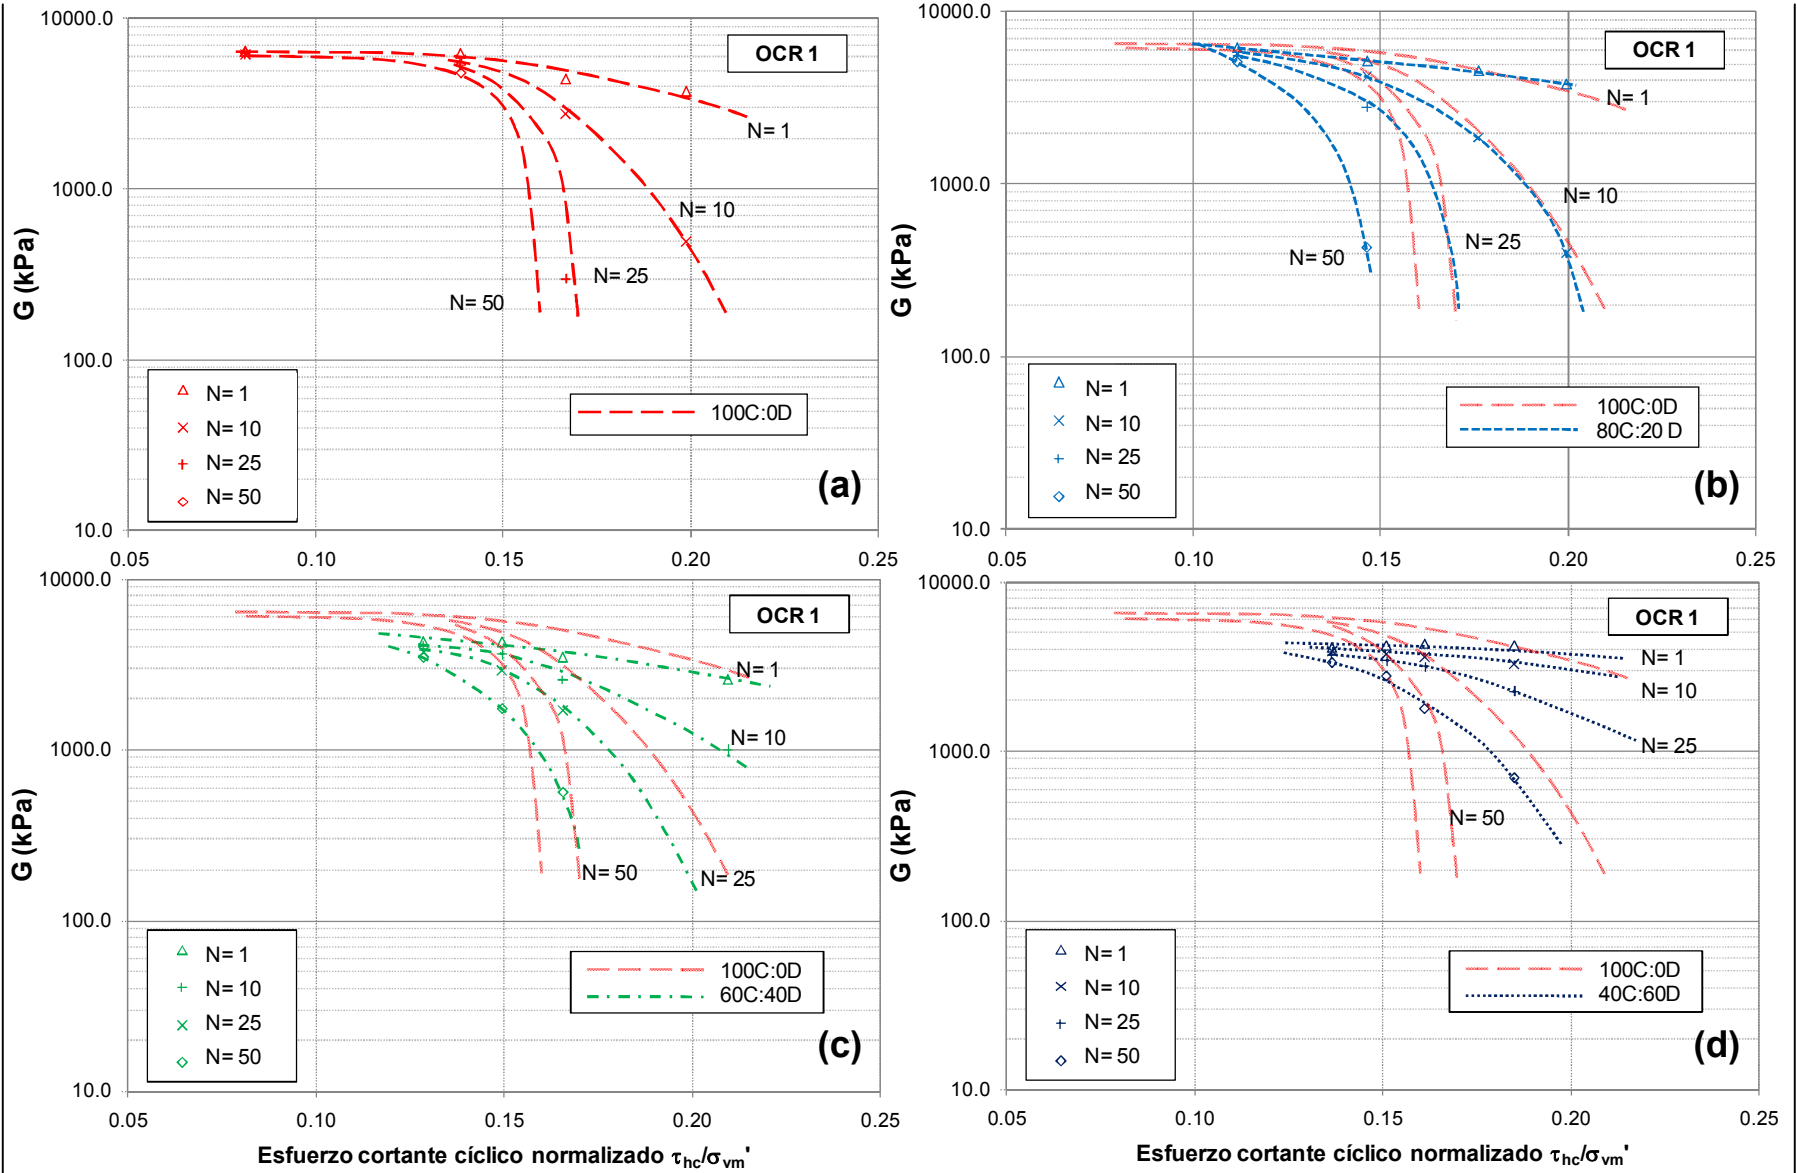 10000.0
1000.0
100.0
10.0
G (kPa)
OCR 1
N= 1
N= 10
N= 25
N= 50
N= 1
N= 10
N= 25
N= 50
100C:0D
(a)
0.05
0.10
0.15
0.20
0.25
10000.0
1000.0
100.0
10.0
G (kPa)
OCR 1
N= 1
N= 10
N= 25
N= 50
N= 1
N= 10
N= 25
N= 50
100C:0D
80C:20 D
(b)
0.05
0.10
0.15
0.20
0.25
10000.0
1000.0
100.0
10.0
G (kPa)
OCR 1
N= 1
N= 10
N= 50
N= 25
N= 1
N= 10
N= 25
N= 50
100C:0D
60C:40D
(c)
0.05
0.10
0.15
0.20
0.25
Esfuerzo cortante cíclico normalizado τhc/σvm'
10000.0
1000.0
100.0
10.0
G (kPa)
OCR 1
N= 1
N= 10
N= 25
N= 50
N= 1
N= 10
N= 25
N= 50
100C:0D
40C:60D
(d)
0.05
0.10
0.15
0.20
0.25
Esfuerzo cortante cíclico normalizado τhc/σvm'